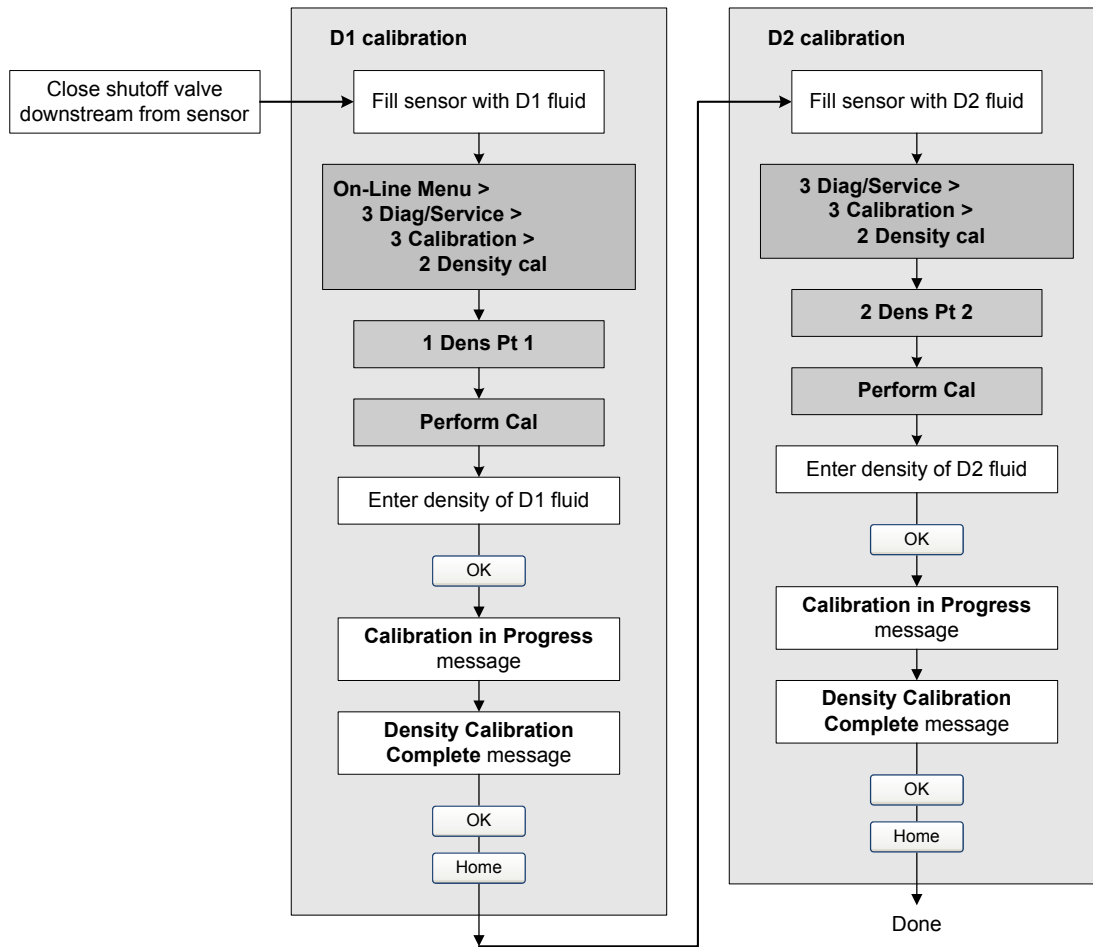 Close shutoff valve
downstream from sensor
D1 calibration
Fill sensor with D1 fluid
On-Line Menu >
3 Diag/Service >
3 Calibration >
2 Density cal
1 Dens Pt 1
Perform Cal
Enter density of D1 fluid
OK
Calibration in Progress
message
Density Calibration
Complete message
OK
Home
D2 calibration
Fill sensor with D2 fluid
3 Diag/Service >
3 Calibration >
2 Density cal
2 Dens Pt 2
Perform Cal
Enter density of D2 fluid
OK
Calibration in Progress
message
Density Calibration
Complete message
OK
Home
Done